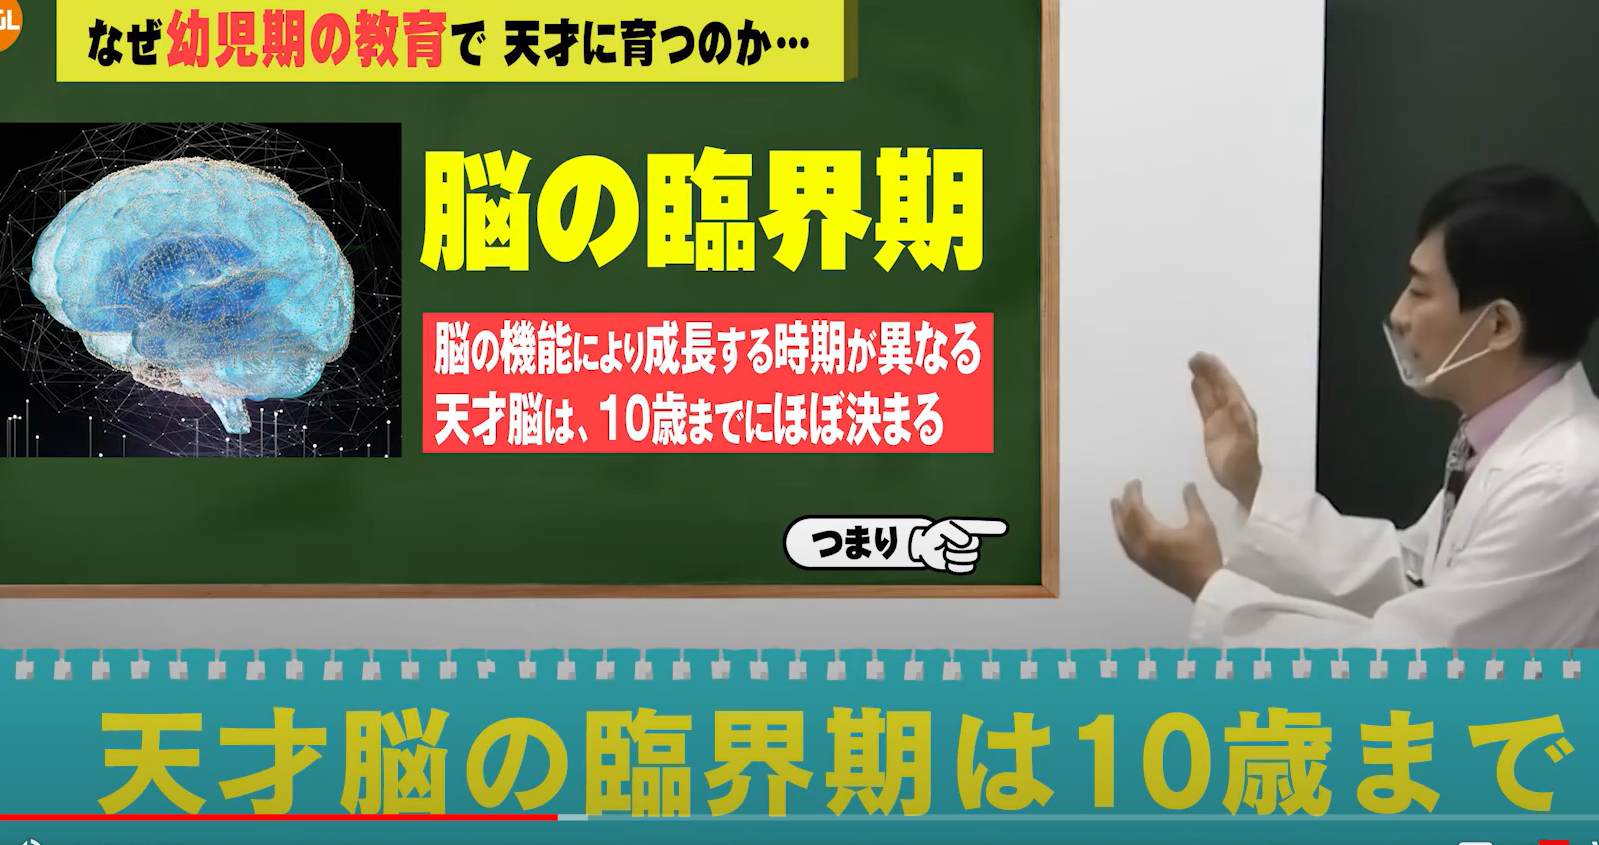 GL
なぜ幼児期の教育で 天才に育つのか…
脳の臨界期
脳の機能により成長する時期が異なる
天才脳は、10歳までにほぼ決まる
つまり
天才脳の臨界期は10歳まで